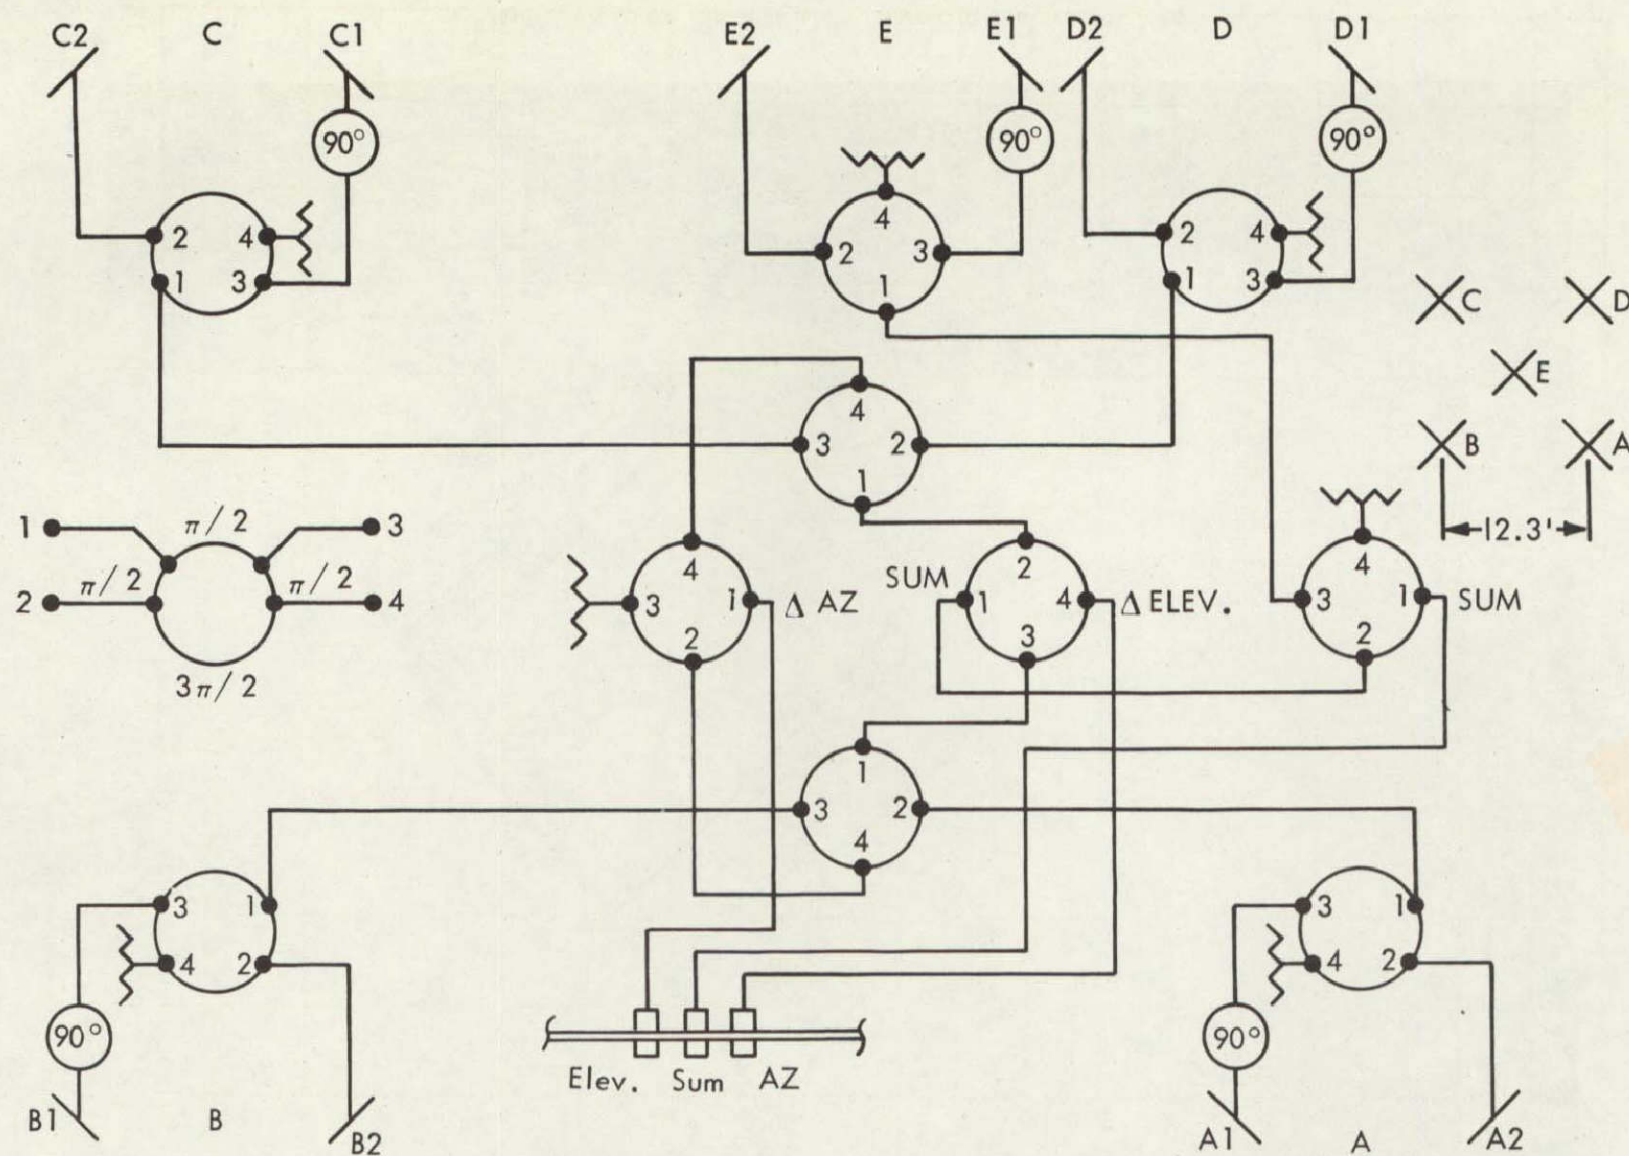 C2 C C1 E2 E E1 D2 D D1
90° 90° 90°
4
2 4 2 3 2 4
1 3 1 1 3
C D
E
4
3 2
1
B A
12.3'
1 π/2 3
2 π/2 π/2 4
3π/2
4 SUM 2 4
3 1 Δ AZ 1 4 Δ ELEV. 3 1 SUM
2 3 2
1
3 2
4
3 1 3 1
4 2 4 2
90° 90°
Elev. Sum AZ
B1 B B2 A1 A A2